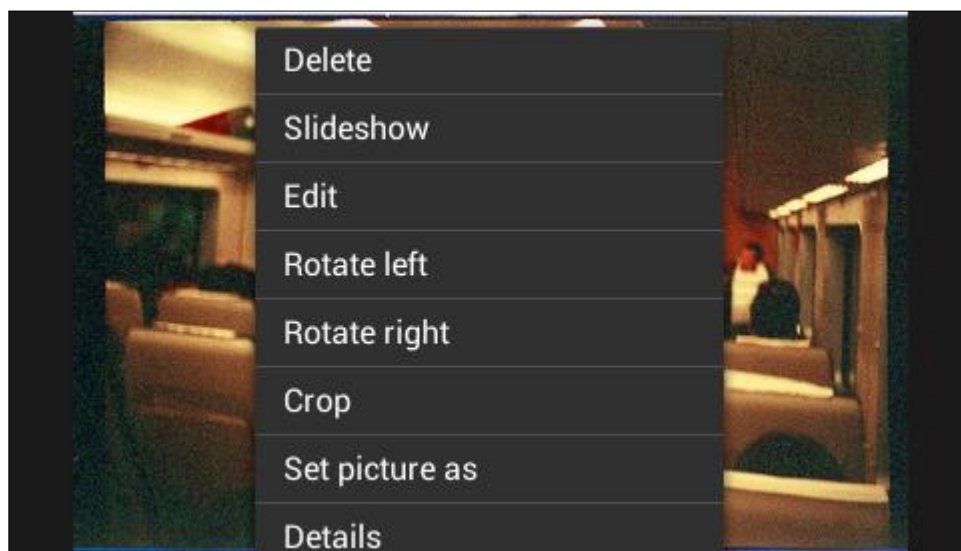 Delete
Slideshow
Edit
Rotate left
Rotate right
Crop
Set picture as
Details